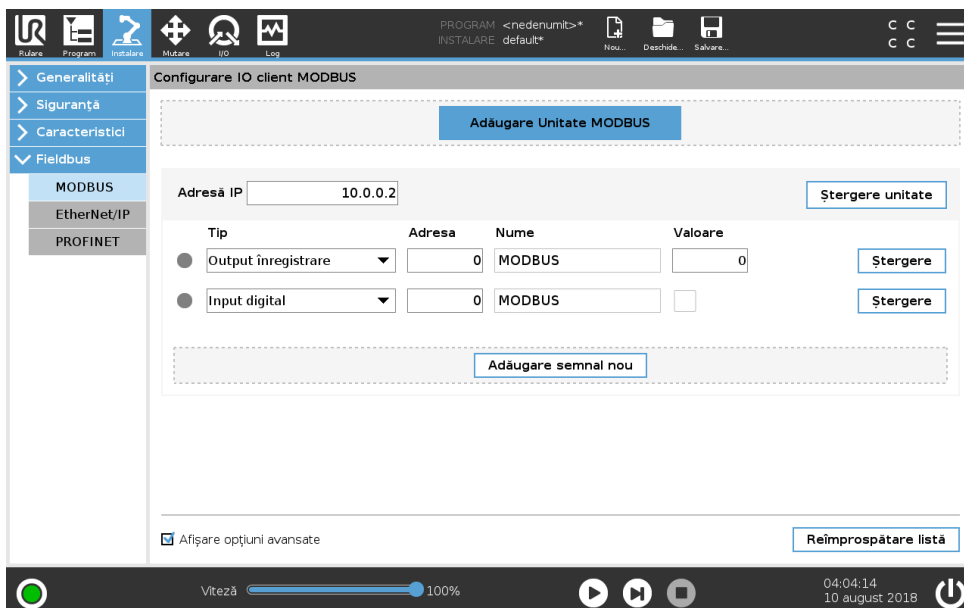 UR
PROGRAM <nedenumit>*
INSTALARE default*
Rulare Program Instalare Mutare I/O Log Nou... Deschide... Salvare...
C C
C C
Generalități
Siguranță
Caracteristici
Fieldbus
MODBUS
EtherNet/IP
PROFINET
Configurare IO client MODBUS
Adăugare Unitate MODBUS
Adresă IP 10.0.0.2 Ștergere unitate
Tip Adresa Nume Valoare
Output înregistrare 0 MODBUS 0 Ștergere
Input digital 0 MODBUS Ștergere
Adăugare semnal nou
Afișare opțiuni avansate Reîmprospătare listă
Viteză 100% 04:04:14
10 august 2018